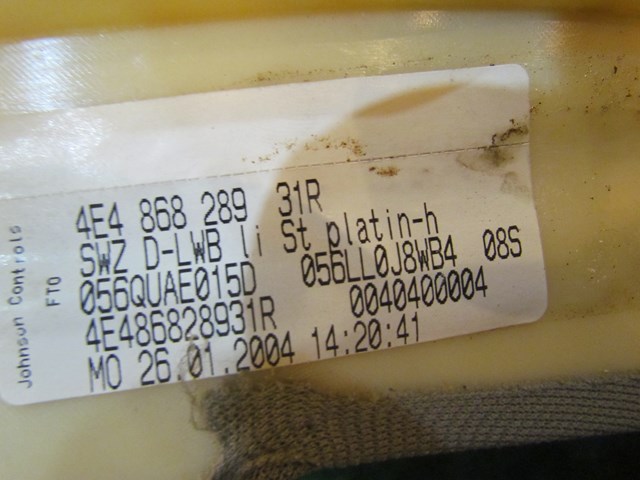 Johnson Controls
FTO
4E4 868 289 31R
SWZ D-LWB li St platin-h
056QUAE015D 056LL0J8WB4 08S
4E486828931R 0040400004
MO 26.01.2004 14:20:41